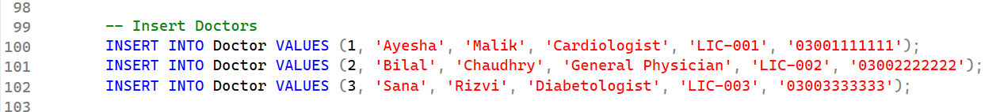 98
99 -- Insert Doctors
100 INSERT INTO Doctor VALUES (1, 'Ayesha', 'Malik', 'Cardiologist', 'LIC-001', '03001111111');
101 INSERT INTO Doctor VALUES (2, 'Bilal', 'Chaudhry', 'General Physician', 'LIC-002', '03002222222');
102 INSERT INTO Doctor VALUES (3, 'Sana', 'Rizvi', 'Diabetologist', 'LIC-003', '03003333333');
103